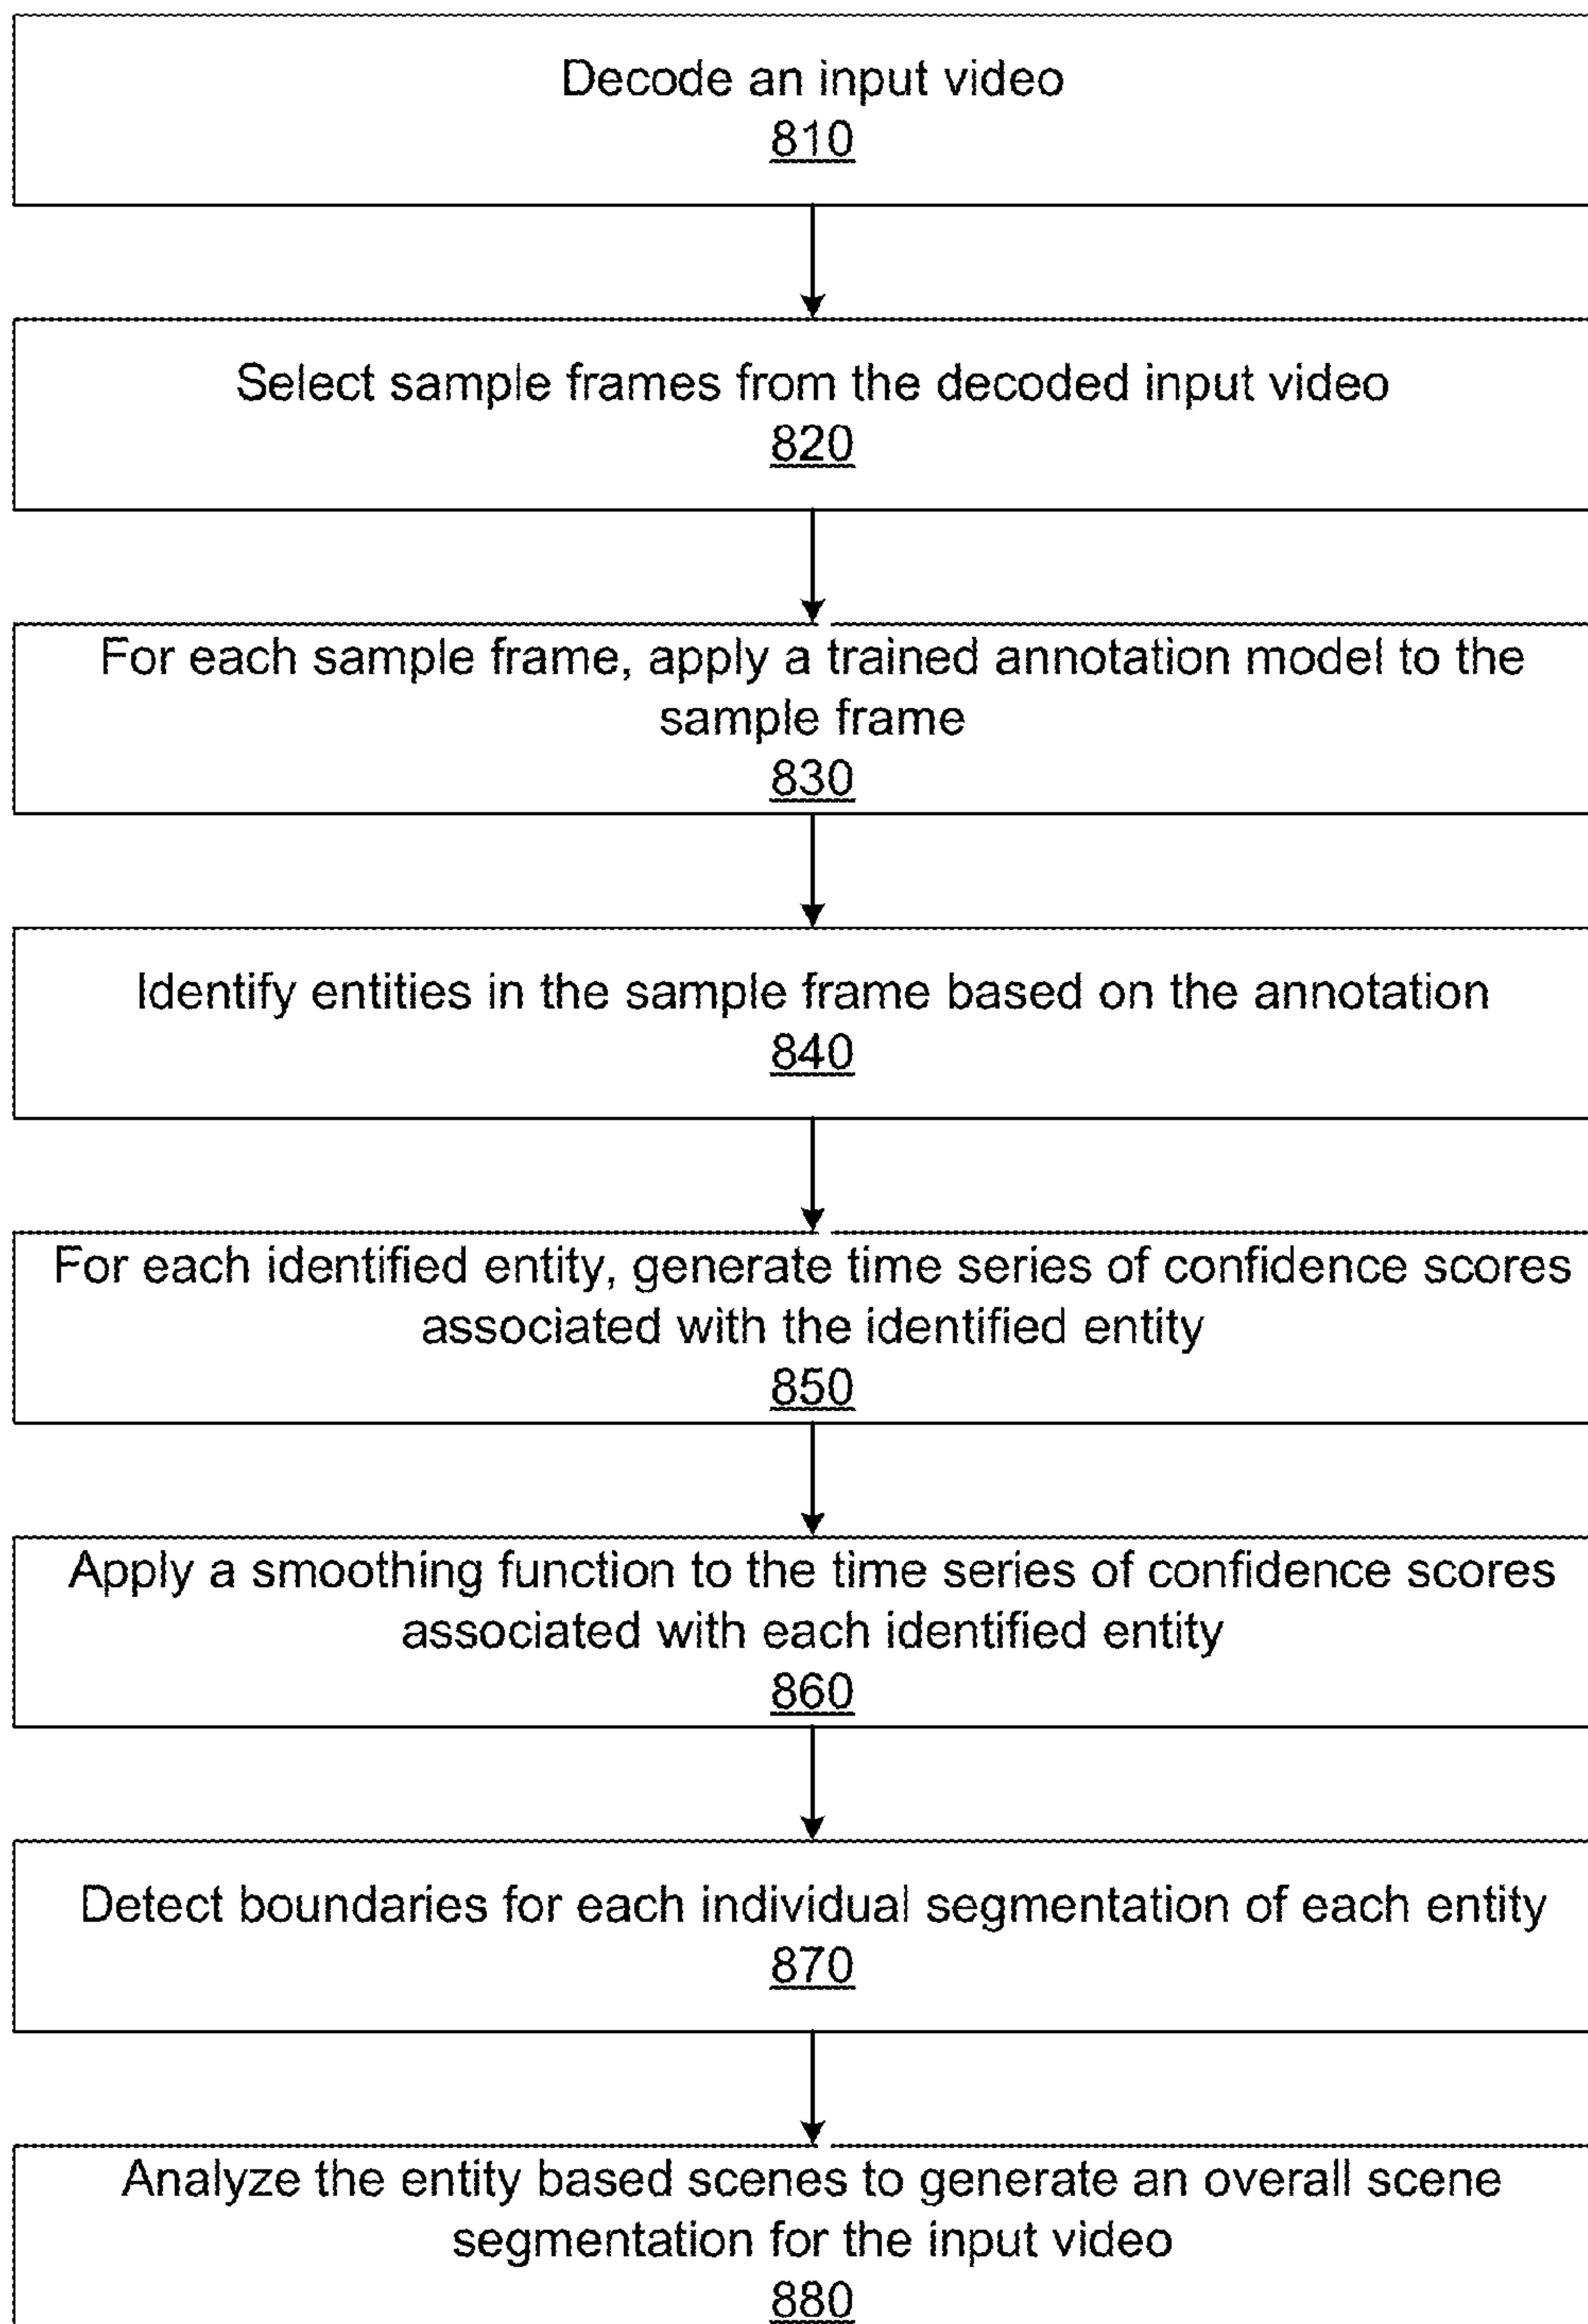 Decode an input video
810
Select sample frames from the decoded input video
820
For each sample frame, apply a trained annotation model to the
sample frame
830
Identify entities in the sample frame based on the annotation
840
For each identified entity, generate time series of confidence scores
associated with the identified entity
850
Apply a smoothing function to the time series of confidence scores
associated with each identified entity
860
Detect boundaries for each individual segmentation of each entity
870
Analyze the entity based scenes to generate an overall scene
segmentation for the input video
880